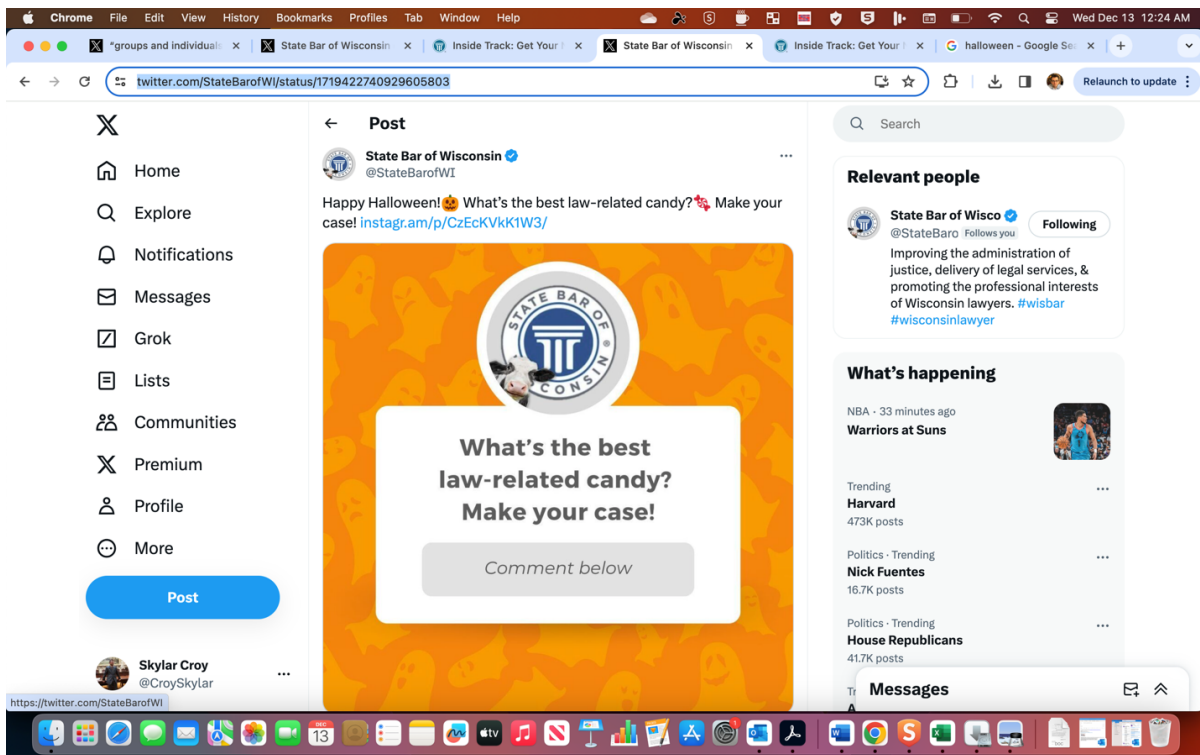 Chrome File Edit View History Bookmarks Profiles Tab Window Help Wed Dec 13 12:24 AM
"groups and individuals State Bar of Wisconsin Inside Track: Get Your State Bar of Wisconsin Inside Track: Get Your halloween - Google Se
twitter.com/StateBarofWI/status/1719422740929605803 Relaunch to update
Home
Explore
Notifications
Messages
Grok
Lists
Communities
Premium
Profile
More
Post
Skylar Croy
@CroySkylar
https://twitter.com/StateBarofWI
Post
State Bar of Wisconsin
@StateBarofWI
Happy Halloween!🎃 What's the best law-related candy?🍬 Make your
case! instagr.am/p/CzEcKVkK1W3/
STATE BAR OF WISCONSIN
What's the best
law-related candy?
Make your case!
Comment below
Search
Relevant people
State Bar of Wisco
@StateBaro Follows you
Following
Improving the administration of
justice, delivery of legal services, &
promoting the professional interests
of Wisconsin lawyers. #wisbar
#wisconsinlawyer
What's happening
NBA · 33 minutes ago
Warriors at Suns
Trending
Harvard
473K posts
Politics · Trending
Nick Fuentes
16.7K posts
Politics · Trending
House Republicans
41.7K posts
Messages
DEC
13
tv